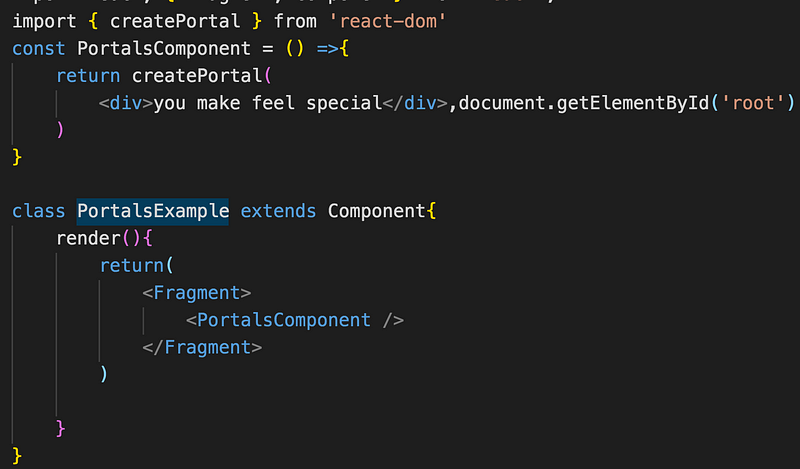 import { createPortal } from 'react-dom'
const PortalsComponent = () =>{
return createPortal(
<div>you make feel special</div>,document.getElementById('root')
)
}
class PortalsExample extends Component{
render(){
return(
<Fragment>
<PortalsComponent />
</Fragment>
)
}
}